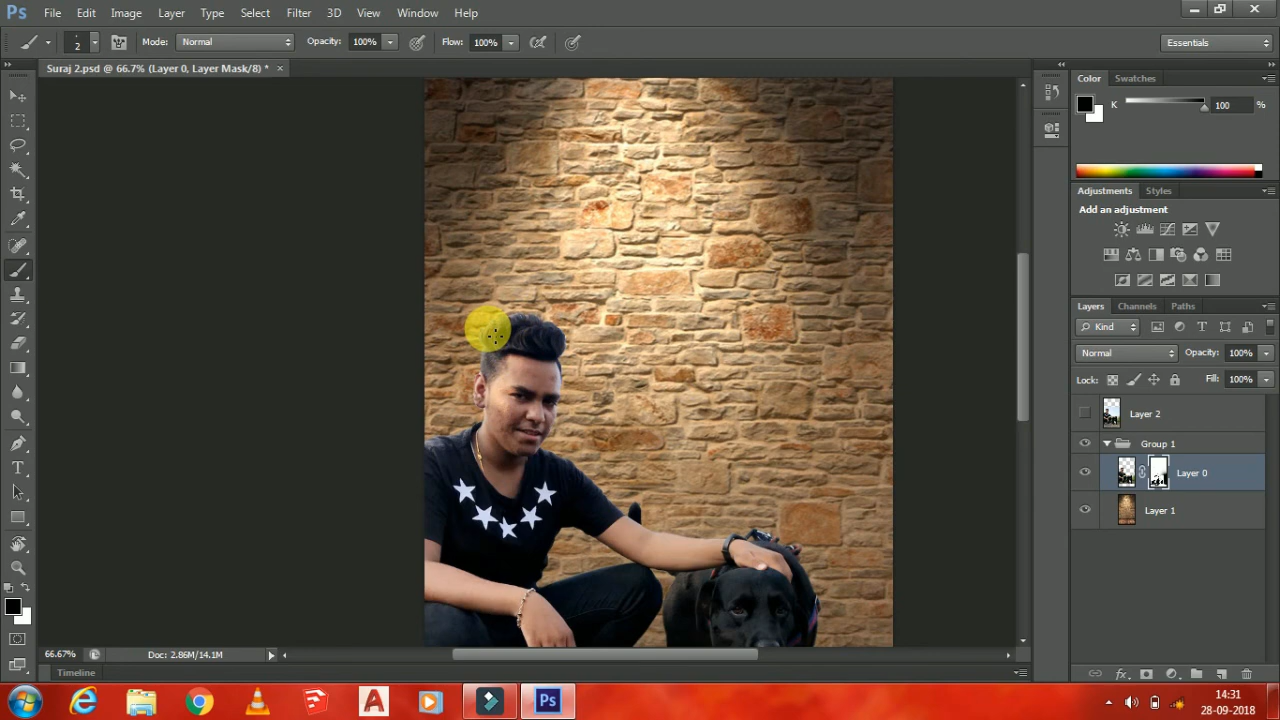 Ps File Edit Image Layer Type Select Filter 3D View Window Help
2 Mode: Normal Opacity: 100% Flow: 100% Essentials
Suraj 2.psd @ 66.7% (Layer 0, Layer Mask/8) * ×
Color Swatches
K 100 %
Adjustments Styles
Add an adjustment
Layers Channels Paths
Kind
Normal Opacity: 100%
Lock: Fill: 100%
Layer 2
Group 1
Layer 0
Layer 1
66.67% Doc: 2.86M/14.1M
Timeline
Ps
14:31
28-09-2018